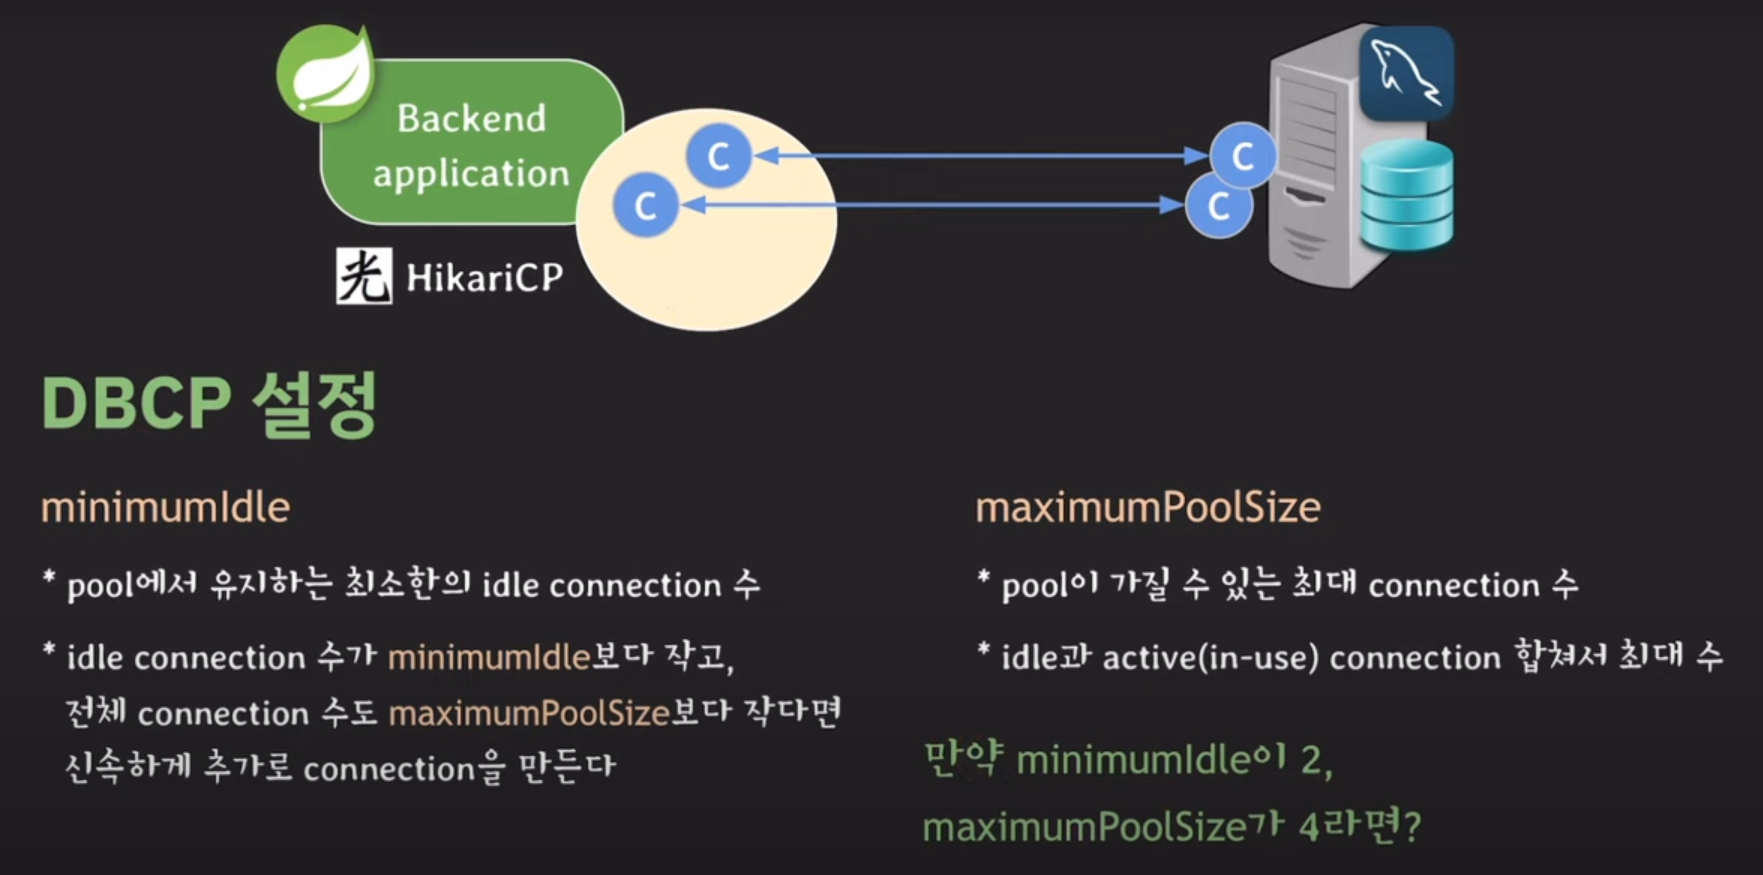 Backend
application
C
C
C
C
光 HikariCP
DBCP 설정
minimumIdle
* pool에서 유지하는 최소한의 idle connection 수
* idle connection 수가 minimumIdle보다 작고,
전체 connection 수도 maximumPoolSize보다 작다면
신속하게 추가로 connection을 만든다
maximumPoolSize
* pool이 가질 수 있는 최대 connection 수
* idle과 active(in-use) connection 합쳐서 최대 수
만약 minimumIdle이 2,
maximumPoolSize가 4라면?